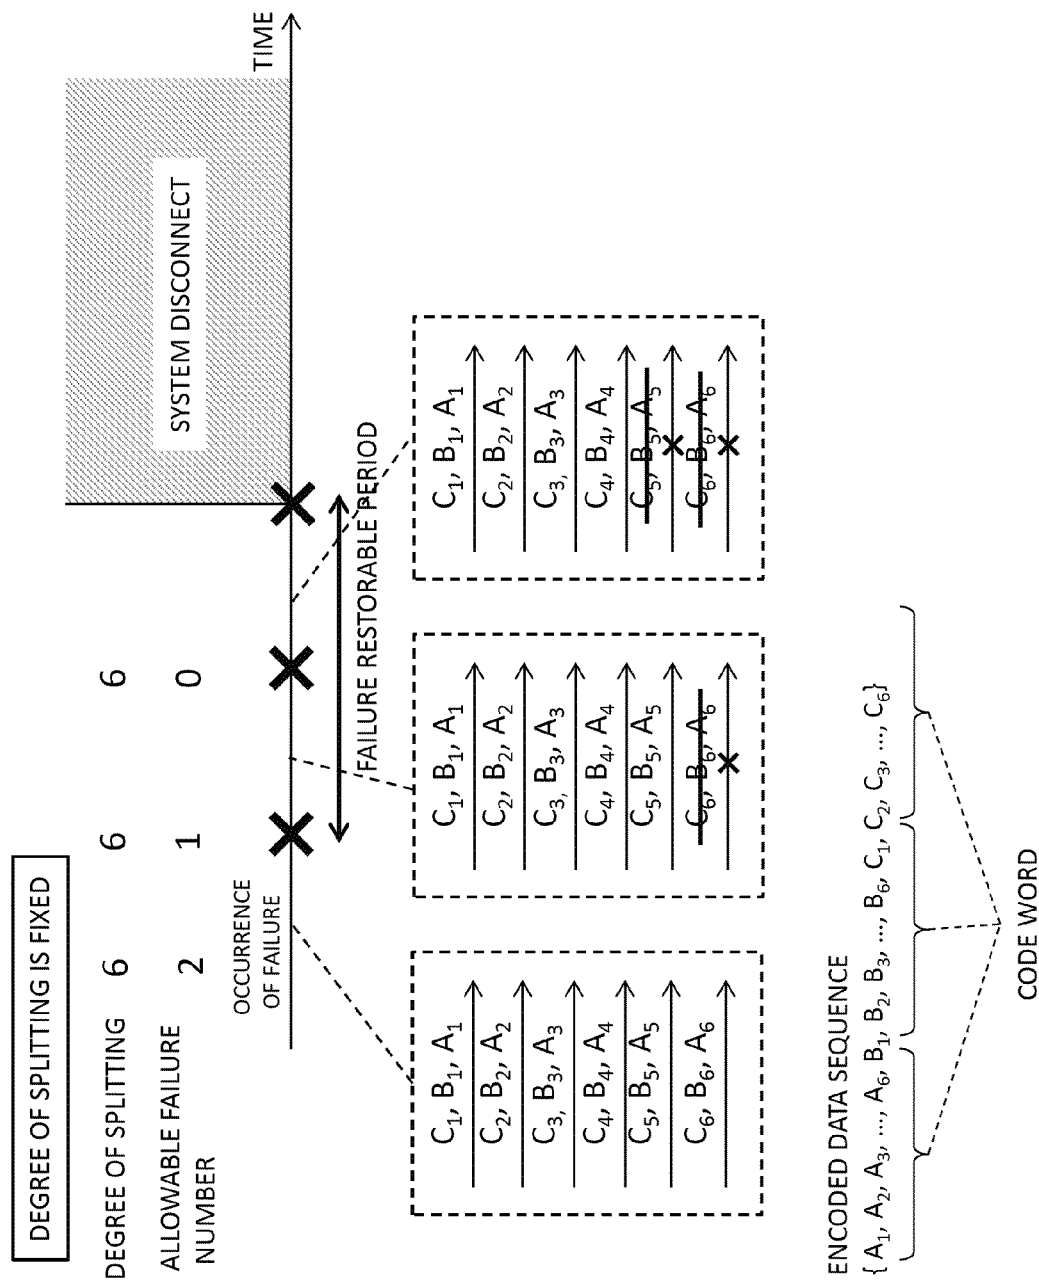 DEGREE OF SPLITTING IS FIXED
DEGREE OF SPLITTING 6 6 6
ALLOWABLE FAILURE NUMBER 2 1 0
SYSTEM DISCONNECT
OCCURRENCE
OF FAILURE
TIME
FAILURE RESTORABLE PERIOD
C₁, B₁, A₁
C₂, B₂, A₂
C₃, B₃, A₃
C₄, B₄, A₄
C₅, B₅, A₅
C₆, B₆, A₆
C₁, B₁, A₁
C₂, B₂, A₂
C₃, B₃, A₃
C₄, B₄, A₄
C₅, B₅, A₅
C₆, B₆, A₆
C₁, B₁, A₁
C₂, B₂, A₂
C₃, B₃, A₃
C₄, B₄, A₄
C₅, B₅, A₅
C₆, B₆, A₆
ENCODED DATA SEQUENCE
{ A₁, A₂, A₃, ..., A₆, B₁, B₂, B₃, ..., B₆, C₁, C₂, C₃, ..., C₆}
CODE WORD